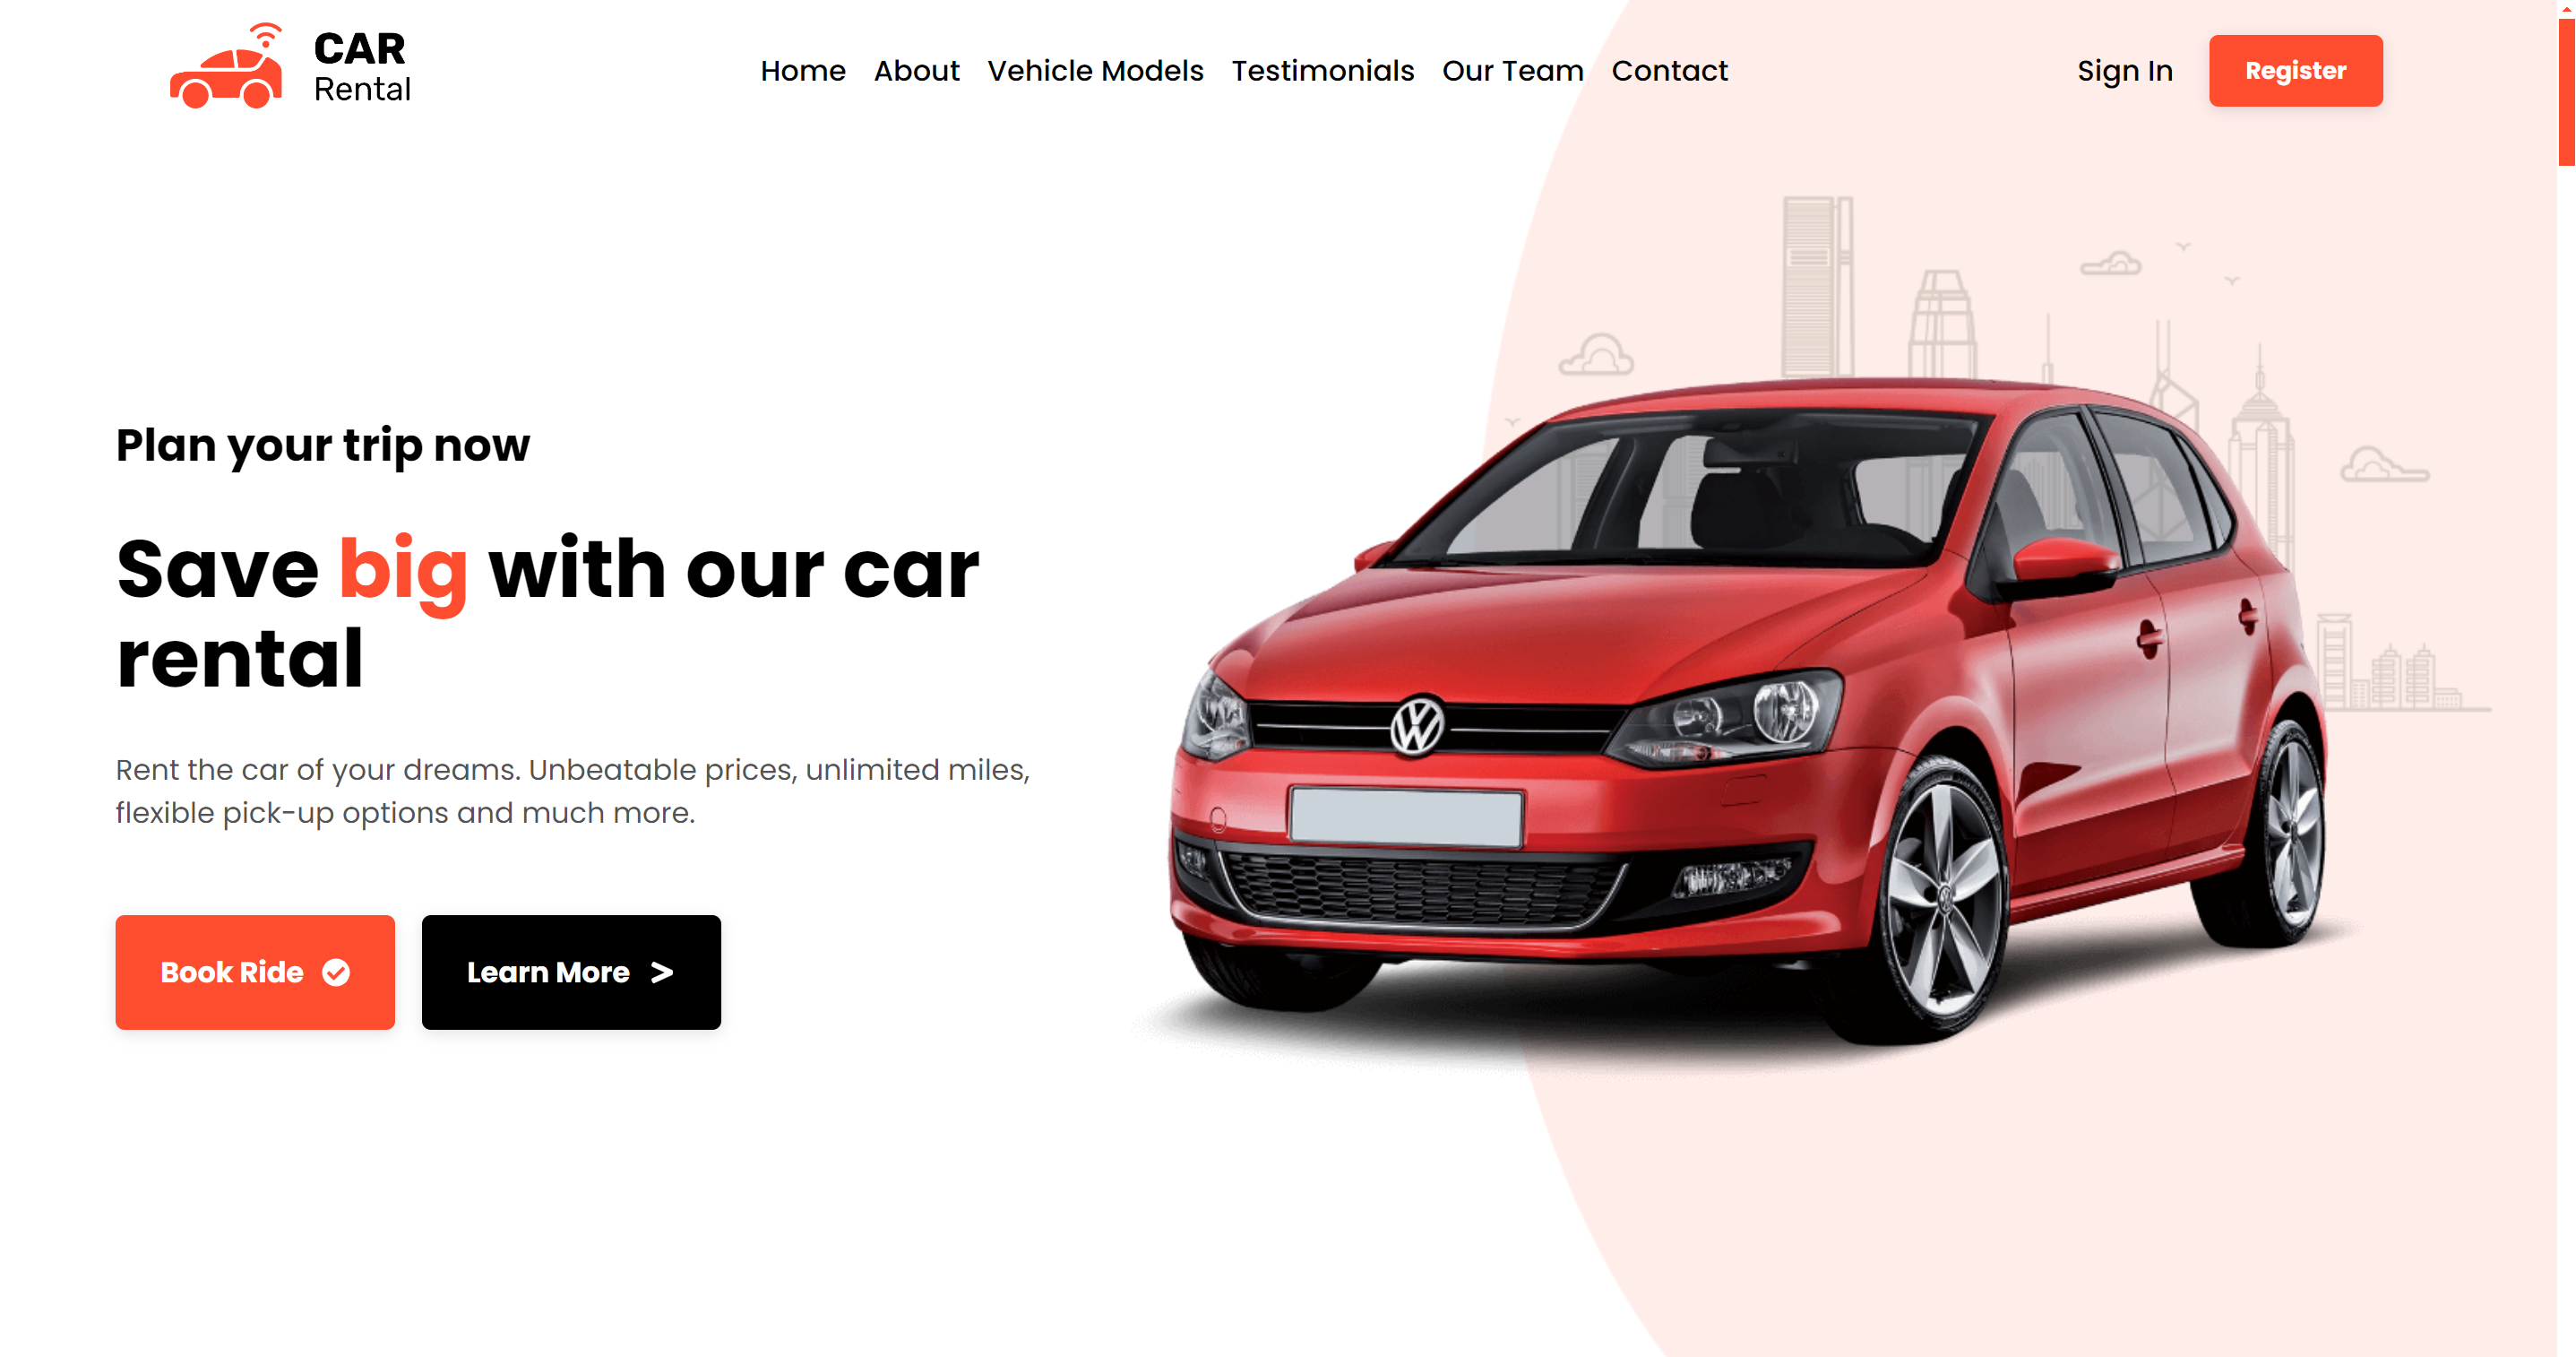 CAR
Rental
Home About Vehicle Models Testimonials Our Team Contact
Sign In
Register
Plan your trip now
Save big with our car
rental
Rent the car of your dreams. Unbeatable prices, unlimited miles,
flexible pick-up options and much more.
Book Ride
Learn More >